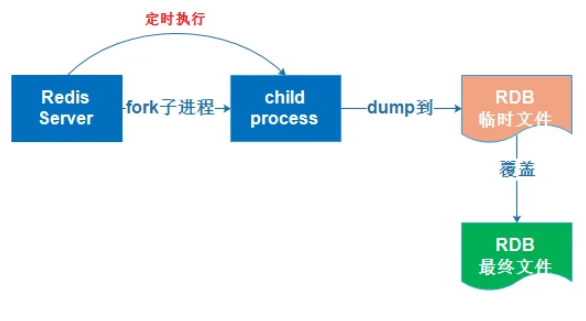 定时执行
Redis
Server
fork子进程
child
process
dump到
RDB
临时文件
覆盖
RDB
最终文件